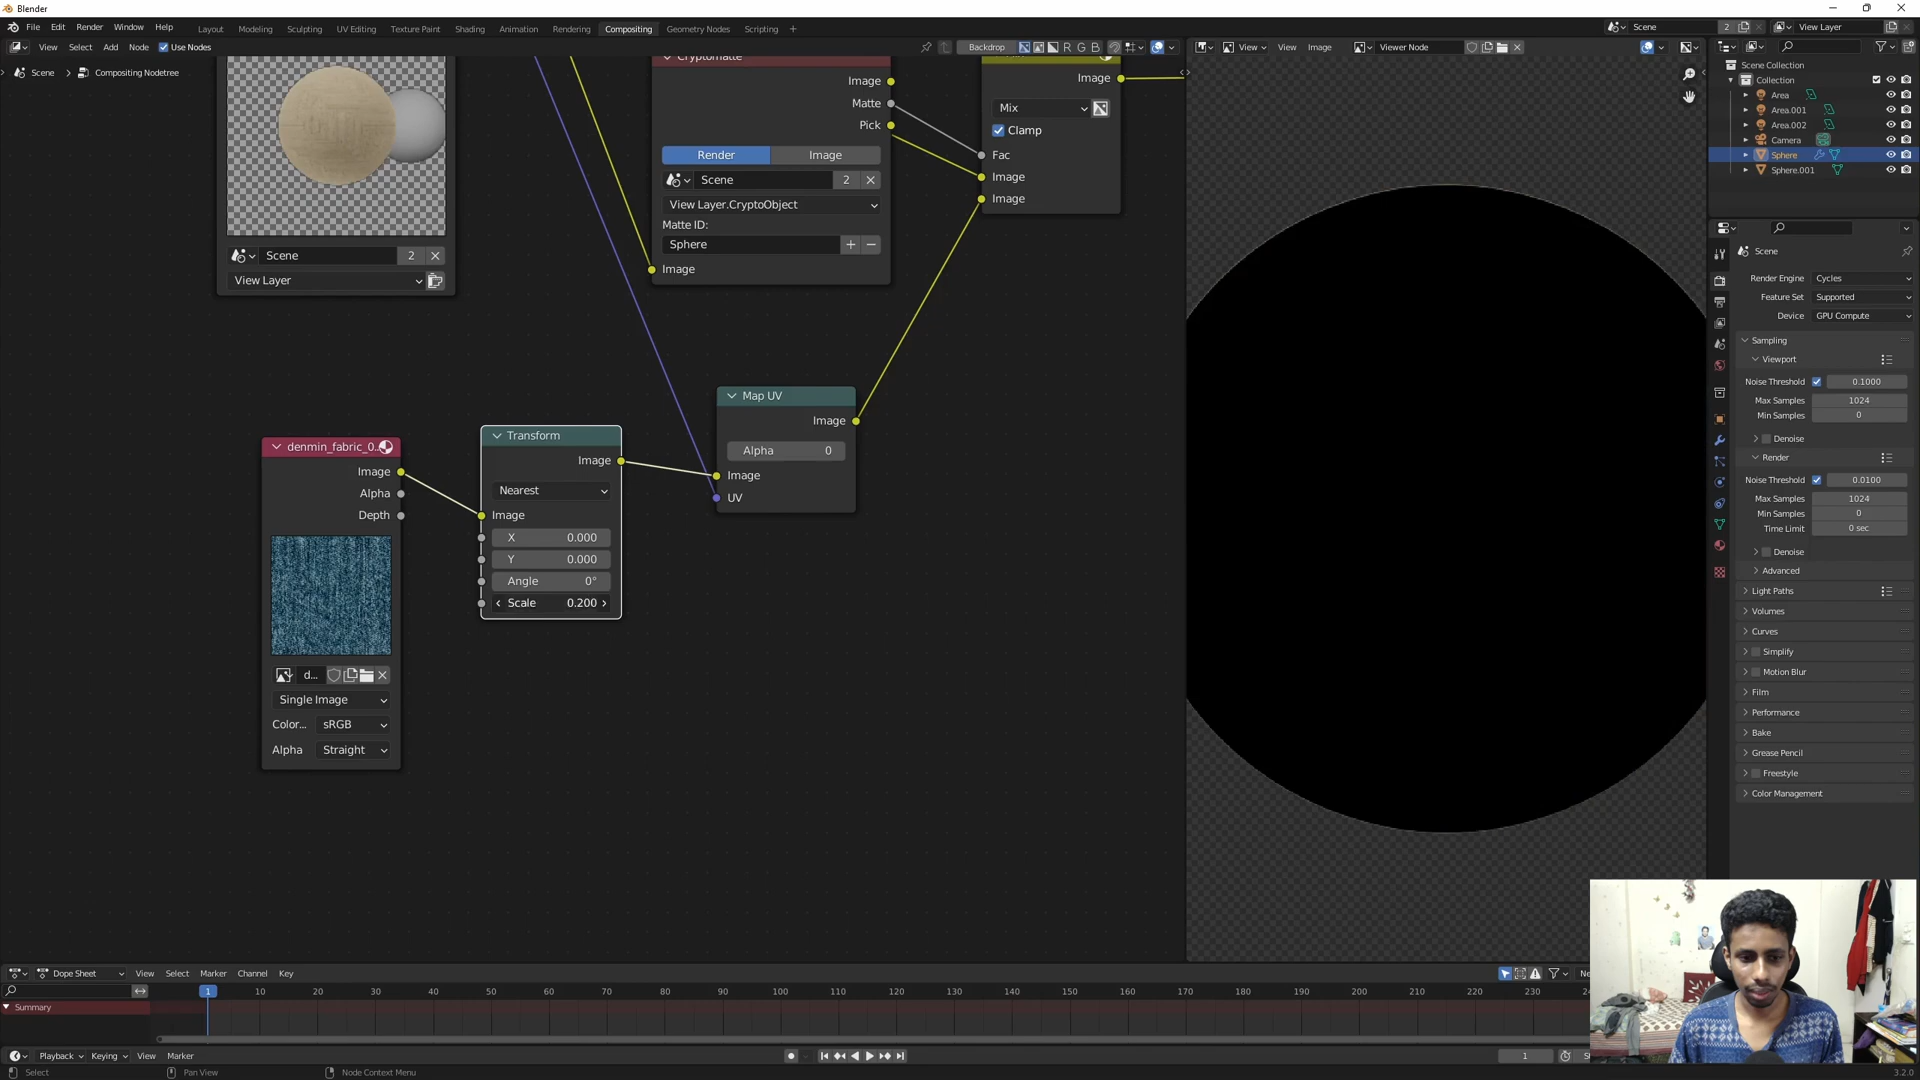 Blender
File Edit Render Window Help
Layout Modeling Sculpting UV Editing Texture Paint Shading Animation Rendering Compositing Geometry Nodes Scripting +
Scene 2
View Layer
View Select Add Node Use Nodes
Backdrop
R G B
View View Image
Viewer Node
Scene > Compositing Nodetree
Scene Collection
Collection
Area
Area.001
Area.002
Camera
Sphere
Sphere.001
Scene 2
View Layer
Cryptomatte
Image
Matte
Pick
Render Image
Scene 2
View Layer.CryptoObject
Matte ID:
Sphere
Image
Image
Mix
Clamp
Fac
Image
Image
Map UV
Image
Alpha 0
Image
UV
Transform
Image
Nearest
Image
X 0.000
Y 0.000
Angle 0°
Scale 0.200
denmin_fabric_0..
Image
Alpha
Depth
d...
Single Image
Color... sRGB
Alpha Straight
Scene
Render Engine Cycles
Feature Set Supported
Device GPU Compute
Sampling
Viewport
Noise Threshold 0.1000
Max Samples 1024
Min Samples 0
Denoise
Render
Noise Threshold 0.0100
Max Samples 1024
Min Samples 0
Time Limit 0 sec
Denoise
Advanced
Light Paths
Volumes
Curves
Simplify
Motion Blur
Film
Performance
Bake
Grease Pencil
Freestyle
Color Management
Dope Sheet View Select Marker Channel Key
1 10 20 30 40 50 60 70 80 90 100 110 120 130 140 150 160 170 180 190 200 210 220 230
Summary
Playback Keying View Marker
1
Select Pan View Node Context Menu
3.2.0